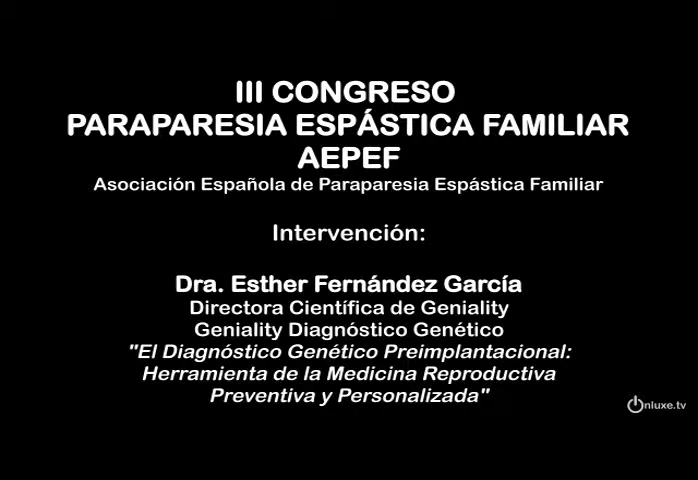 III CONGRESO
PARAPARESIA ESPÁSTICA FAMILIAR
AEPEF
Asociación Española de Paraparesia Espástica Familiar
Intervención:
Dra. Esther Fernández García
Directora Científica de Geniality
Geniality Diagnóstico Genético
"El Diagnóstico Genético Preimplantacional:
Herramienta de la Medicina Reproductiva
Preventiva y Personalizada"
Onluxe.tv